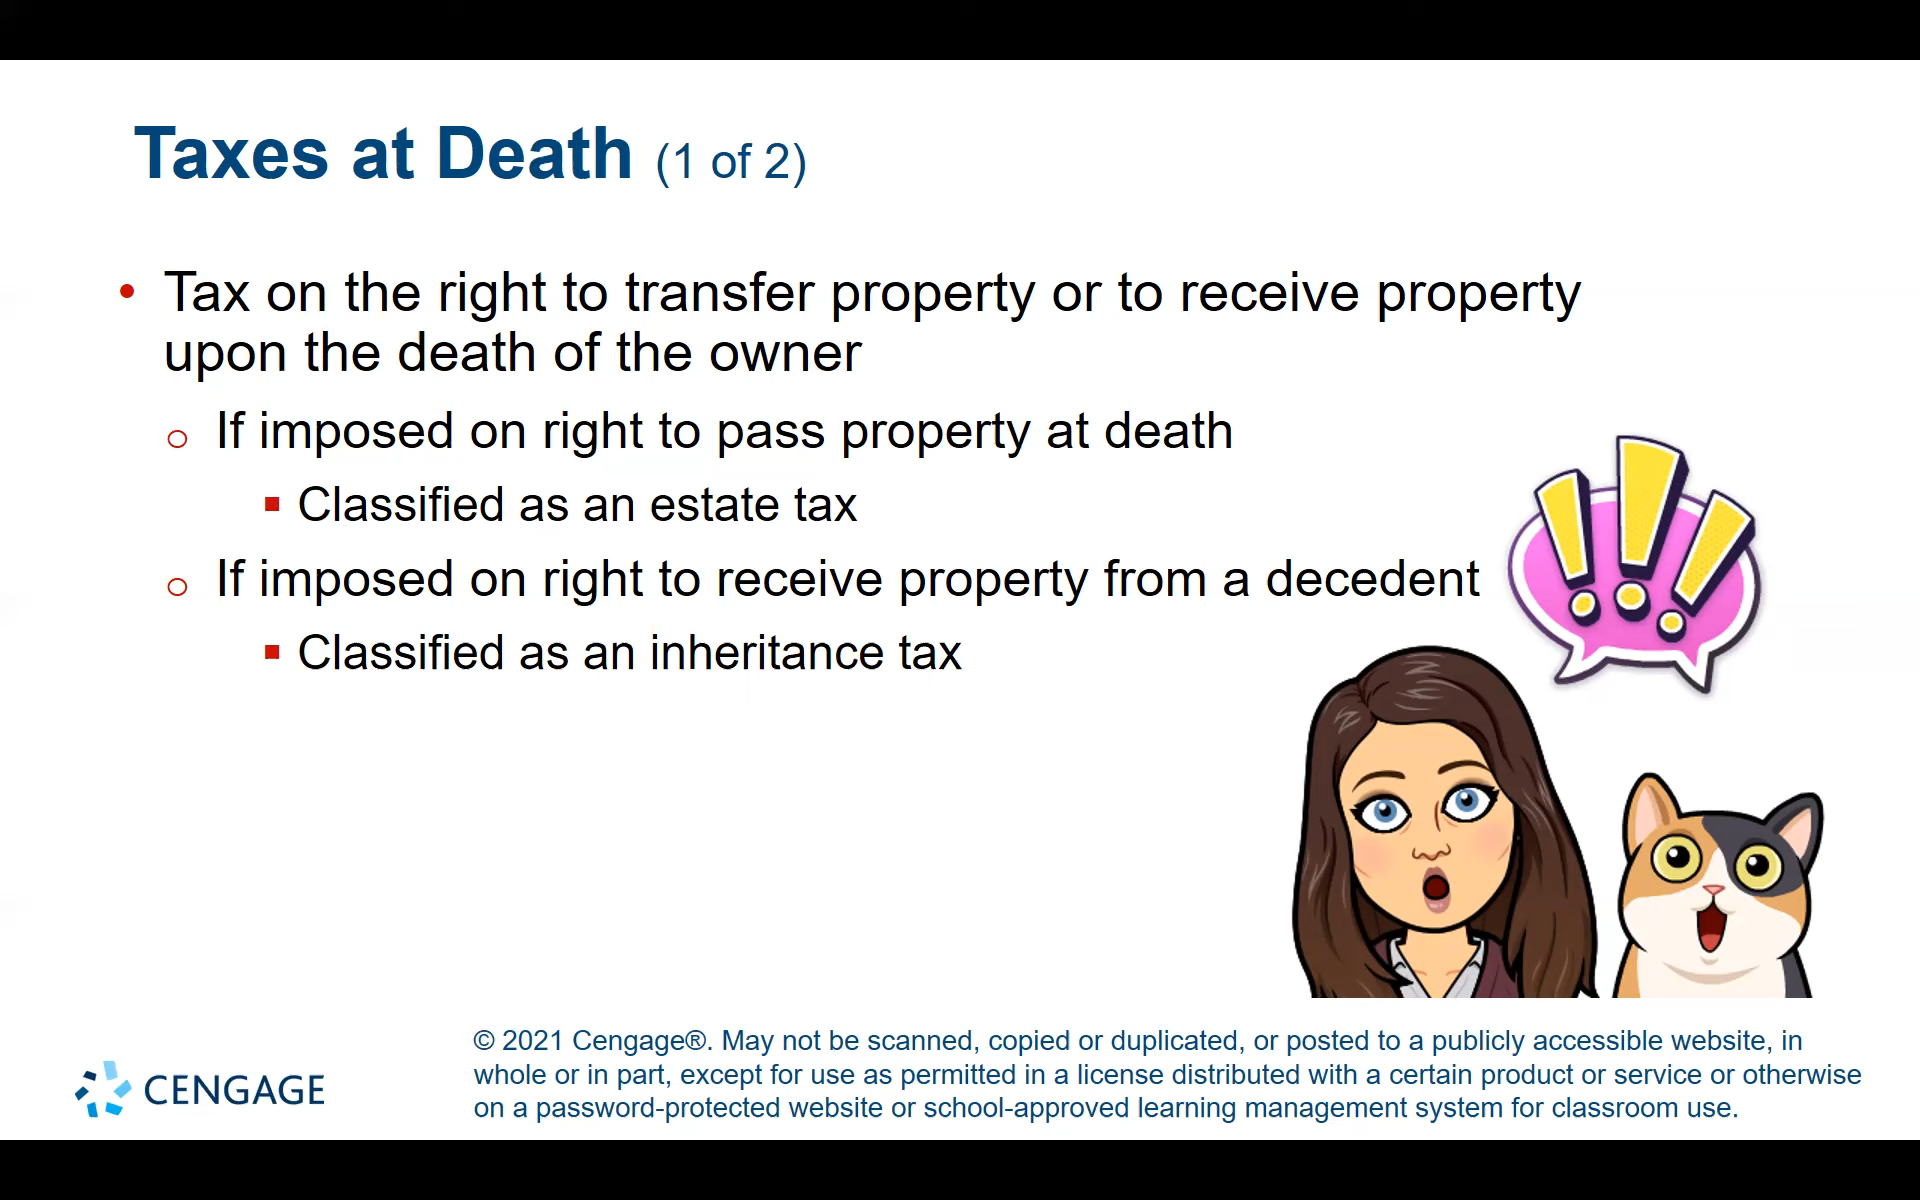 Taxes at Death (1 of 2)
• Tax on the right to transfer property or to receive property
upon the death of the owner
o If imposed on right to pass property at death
▪ Classified as an estate tax
o If imposed on right to receive property from a decedent
▪ Classified as an inheritance tax
!!!
CENGAGE
© 2021 Cengage®. May not be scanned, copied or duplicated, or posted to a publicly accessible website, in
whole or in part, except for use as permitted in a license distributed with a certain product or service or otherwise
on a password-protected website or school-approved learning management system for classroom use.